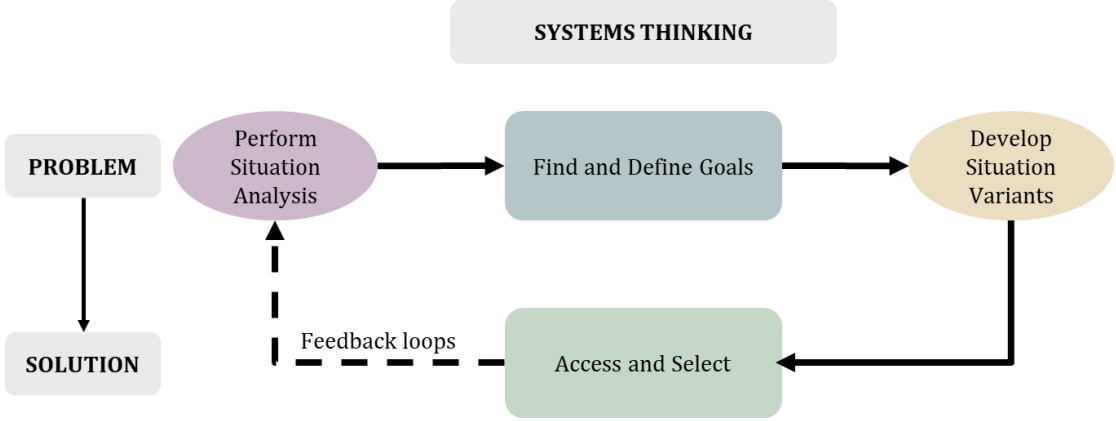 SYSTEMS THINKING
PROBLEM
Perform
Situation
Analysis
Find and Define Goals
Develop
Situation
Variants
SOLUTION
Feedback loops
Access and Select